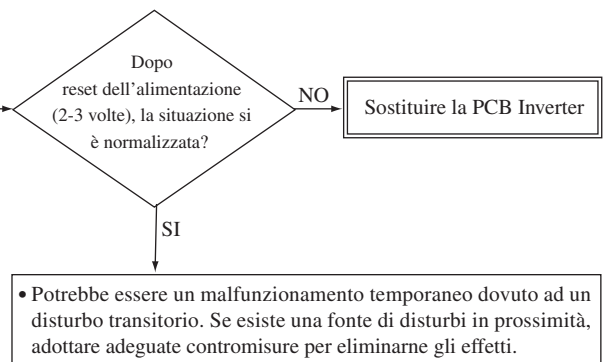 Dopo
reset dell'alimentazione
(2-3 volte), la situazione si
è normalizzata?
NO
Sostituire la PCB Inverter
SI
• Potrebbe essere un malfunzionamento temporaneo dovuto ad un
disturbo transitorio. Se esiste una fonte di disturbi in prossimità,
adottare adeguate contromisure per eliminarne gli effetti.